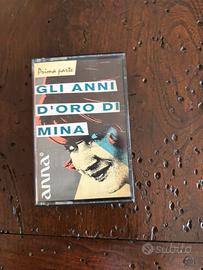 Prima parte
GLI ANNI
D'ORO DI
MINA
anna
subito